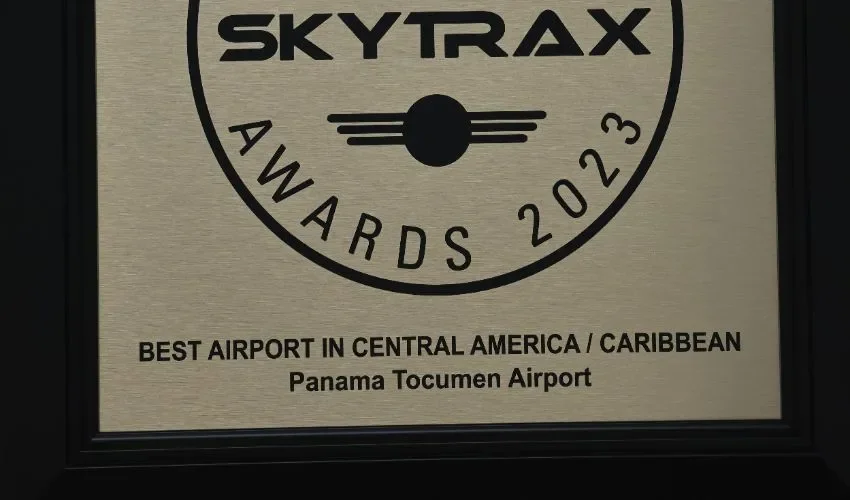 SKYTRAX
AWARDS 2023
BEST AIRPORT IN CENTRAL AMERICA / CARIBBEAN
Panama Tocumen Airport